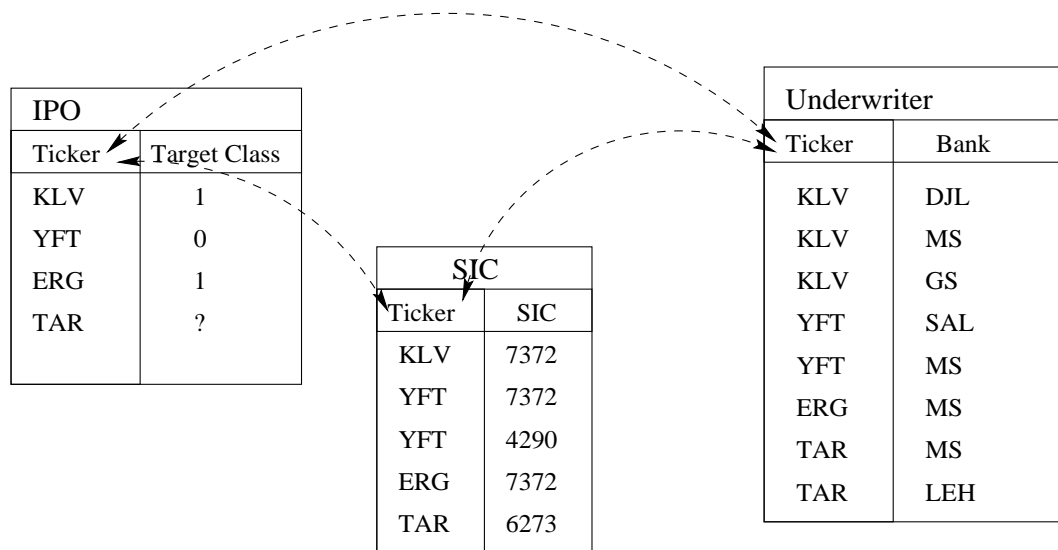 IPO
Ticker Target Class
KLV 1
YFT 0
ERG 1
TAR ?
SIC
Ticker SIC
KLV 7372
YFT 7372
YFT 4290
ERG 7372
TAR 6273
Underwriter
Ticker Bank
KLV DJL
KLV MS
KLV GS
YFT SAL
YFT MS
ERG MS
TAR MS
TAR LEH